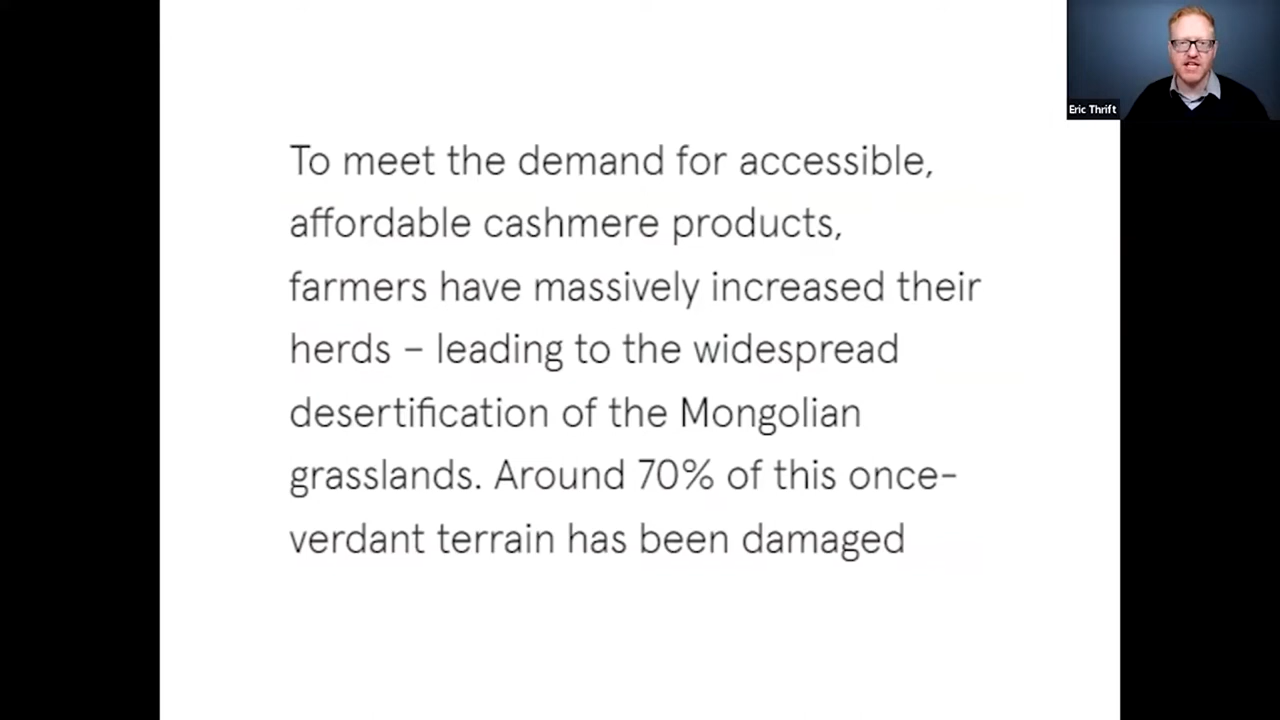 Eric Thrift
To meet the demand for accessible,
affordable cashmere products,
farmers have massively increased their
herds – leading to the widespread
desertification of the Mongolian
grasslands. Around 70% of this once-
verdant terrain has been damaged